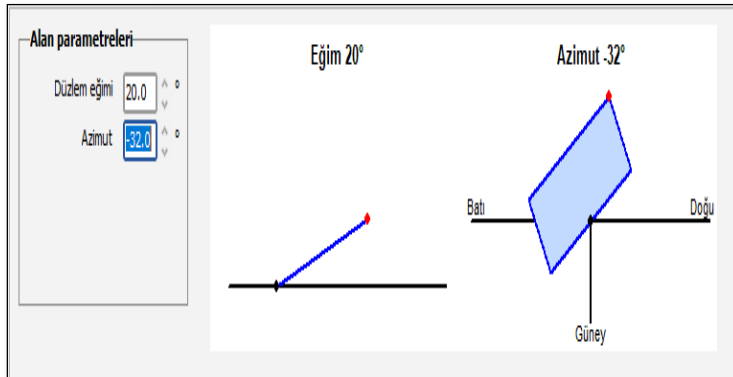 Alan parametreleri
Düzlem eğimi 20.0 °
Azimut -32.0 °
Eğim 20°
Azimut -32°
Batı
Doğu
Güney